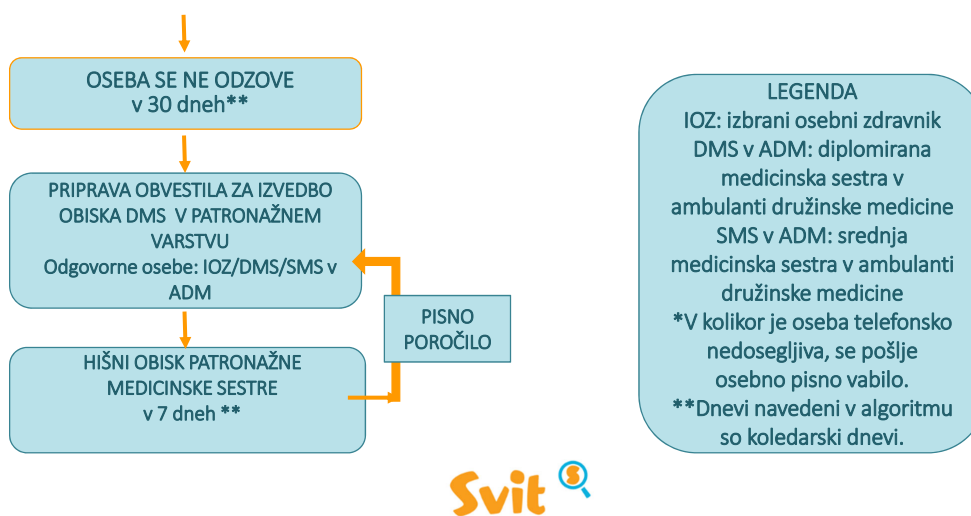 OSEBA SE NE ODZOVE
v 30 dneh**
PRIPRAVA OBVESTILA ZA IZVEDBO
OBISKA DMS V PATRONAŽNEM
VARSTVU
Odgovorne osebe: IOZ/DMS/SMS v
ADM
PISNO
POROČILO
HIŠNI OBISK PATRONAŽNE
MEDICINSKE SESTRE
v 7 dneh **
LEGENDA
IOZ: izbrani osebni zdravnik
DMS v ADM: diplomirana
medicinska sestra v
ambulanti družinske medicine
SMS v ADM: srednja
medicinska sestra v ambulanti
družinske medicine
*V kolikor je oseba telefonsko
nedosegljiva, se pošlje
osebno pisno vabilo.
**Dnevi navedeni v algoritmu
so koledarski dnevi.
Svit
S